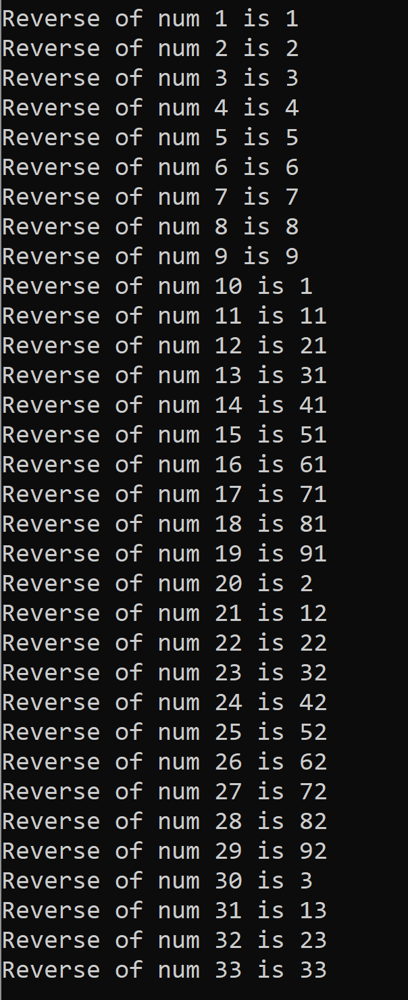 Reverse of num 1 is 1
Reverse of num 2 is 2
Reverse of num 3 is 3
Reverse of num 4 is 4
Reverse of num 5 is 5
Reverse of num 6 is 6
Reverse of num 7 is 7
Reverse of num 8 is 8
Reverse of num 9 is 9
Reverse of num 10 is 1
Reverse of num 11 is 11
Reverse of num 12 is 21
Reverse of num 13 is 31
Reverse of num 14 is 41
Reverse of num 15 is 51
Reverse of num 16 is 61
Reverse of num 17 is 71
Reverse of num 18 is 81
Reverse of num 19 is 91
Reverse of num 20 is 2
Reverse of num 21 is 12
Reverse of num 22 is 22
Reverse of num 23 is 32
Reverse of num 24 is 42
Reverse of num 25 is 52
Reverse of num 26 is 62
Reverse of num 27 is 72
Reverse of num 28 is 82
Reverse of num 29 is 92
Reverse of num 30 is 3
Reverse of num 31 is 13
Reverse of num 32 is 23
Reverse of num 33 is 33